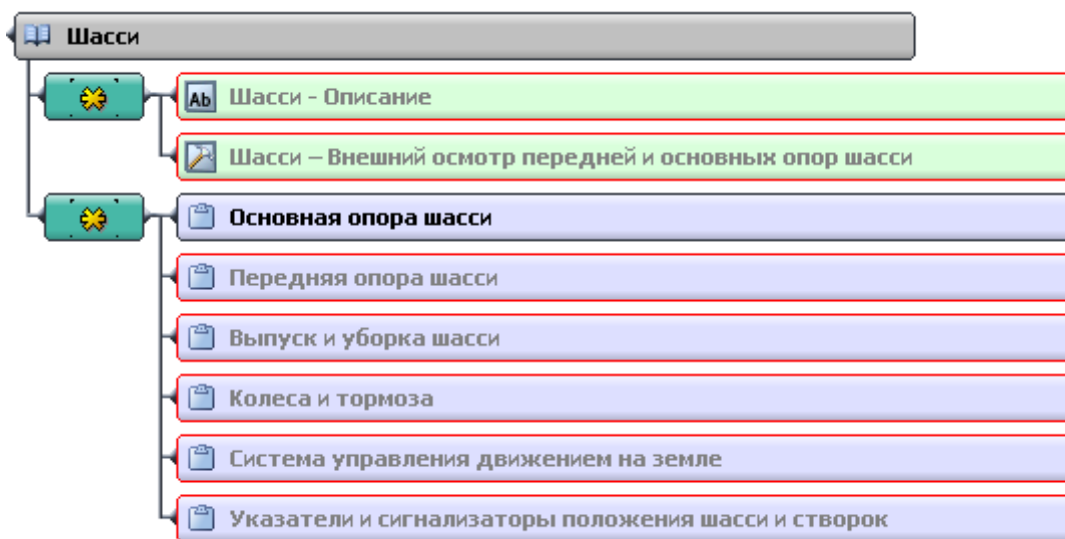 Шасси
Ab Шасси - Описание
Шасси – Внешний осмотр передней и основных опор шасси
Основная опора шасси
Передняя опора шасси
Выпуск и уборка шасси
Колеса и тормоза
Система управления движением на земле
Указатели и сигнализаторы положения шасси и створок